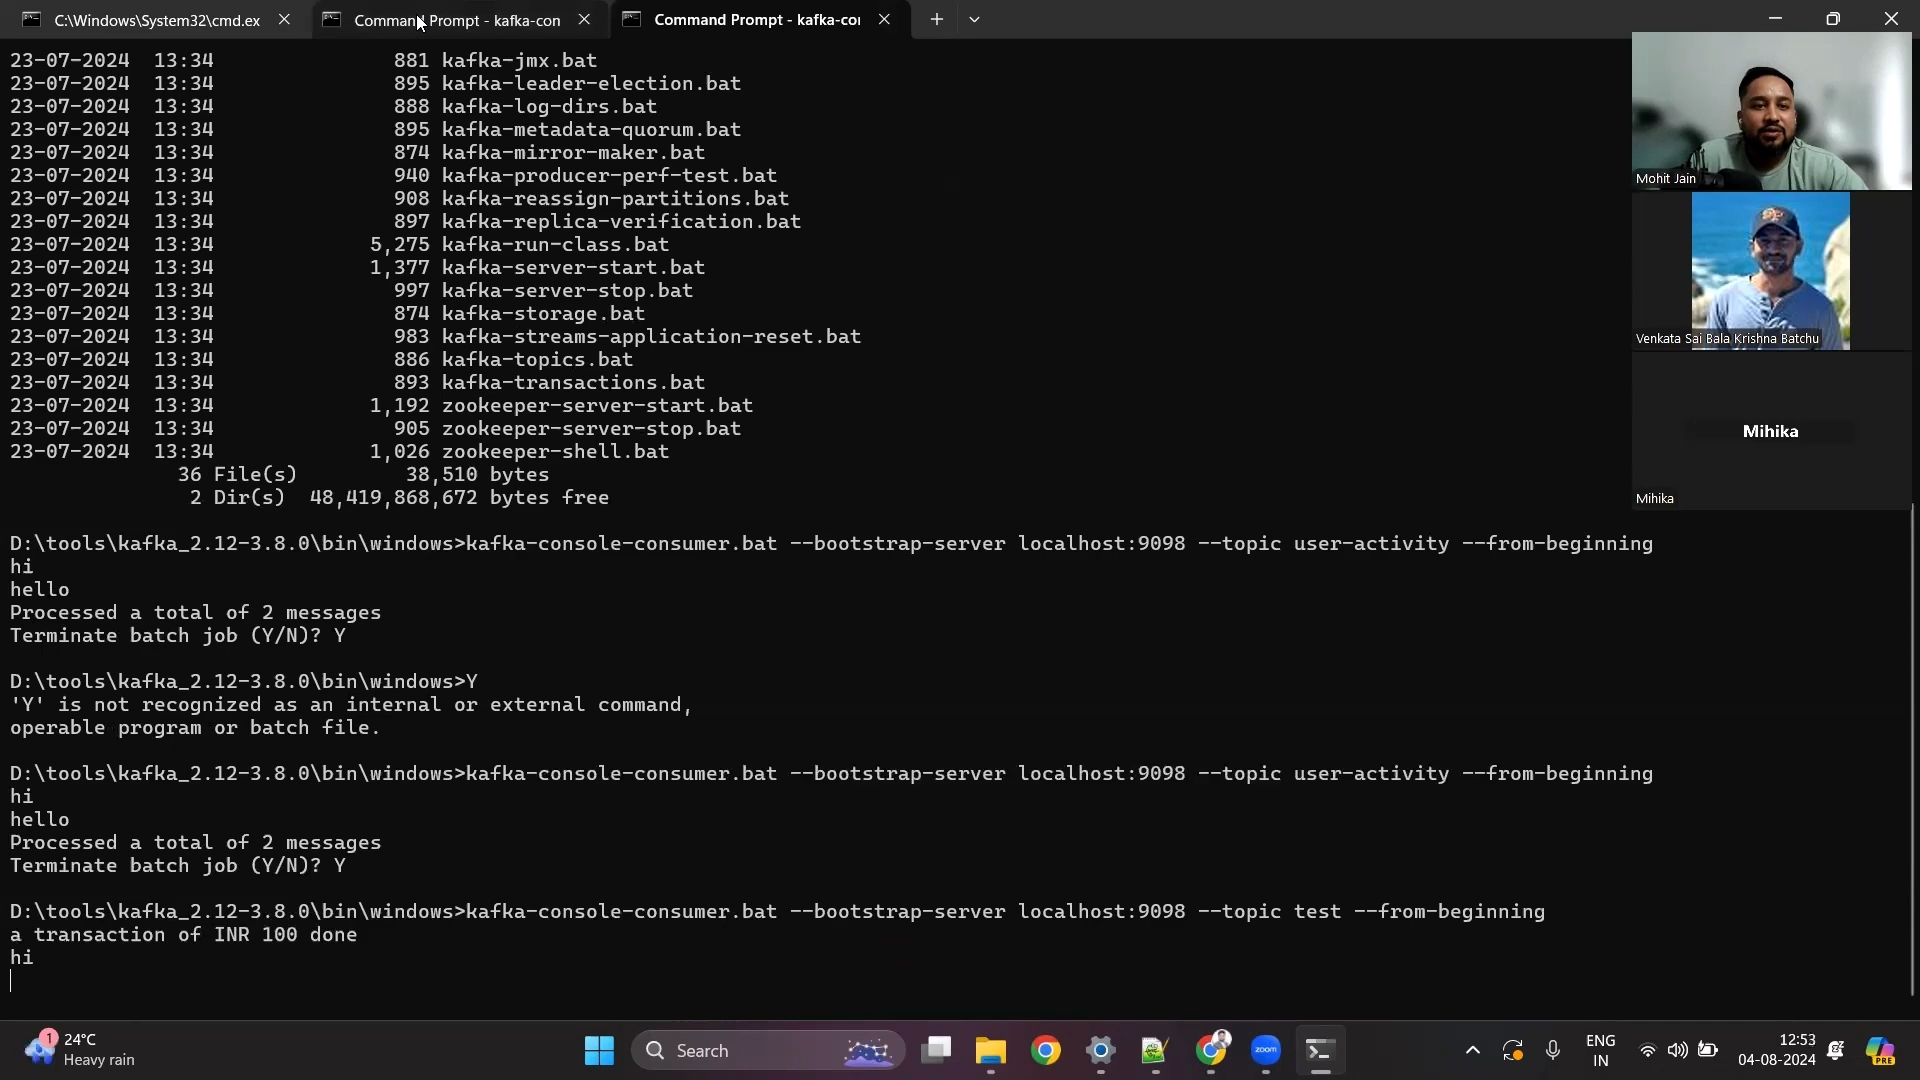 C:\Windows\System32\cmd.ex
Command Prompt - kafka-con
Command Prompt - kafka-cor
23-07-2024 13:34 881 kafka-jmx.bat
23-07-2024 13:34 895 kafka-leader-election.bat
23-07-2024 13:34 888 kafka-log-dirs.bat
23-07-2024 13:34 895 kafka-metadata-quorum.bat
23-07-2024 13:34 874 kafka-mirror-maker.bat
23-07-2024 13:34 940 kafka-producer-perf-test.bat
23-07-2024 13:34 908 kafka-reassign-partitions.bat
23-07-2024 13:34 897 kafka-replica-verification.bat
23-07-2024 13:34 5,275 kafka-run-class.bat
23-07-2024 13:34 1,377 kafka-server-start.bat
23-07-2024 13:34 997 kafka-server-stop.bat
23-07-2024 13:34 874 kafka-storage.bat
23-07-2024 13:34 983 kafka-streams-application-reset.bat
23-07-2024 13:34 886 kafka-topics.bat
23-07-2024 13:34 893 kafka-transactions.bat
23-07-2024 13:34 1,192 zookeeper-server-start.bat
23-07-2024 13:34 905 zookeeper-server-stop.bat
23-07-2024 13:34 1,026 zookeeper-shell.bat
36 File(s) 38,510 bytes
2 Dir(s) 48,419,868,672 bytes free
D:\tools\kafka_2.12-3.8.0\bin\windows>kafka-console-consumer.bat --bootstrap-server localhost:9098 --topic user-activity --from-beginning
hi
hello
Processed a total of 2 messages
Terminate batch job (Y/N)? Y
D:\tools\kafka_2.12-3.8.0\bin\windows>Y
'Y' is not recognized as an internal or external command,
operable program or batch file.
D:\tools\kafka_2.12-3.8.0\bin\windows>kafka-console-consumer.bat --bootstrap-server localhost:9098 --topic user-activity --from-beginning
hi
hello
Processed a total of 2 messages
Terminate batch job (Y/N)? Y
D:\tools\kafka_2.12-3.8.0\bin\windows>kafka-console-consumer.bat --bootstrap-server localhost:9098 --topic test --from-beginning
a transaction of INR 100 done
hi
Mohit Jain
Venkata Sai Bala Krishna Batchu
Mihika
Mihika
1
24°C
Heavy rain
Search
zoom
ENG
IN
12:53
04-08-2024
PRE